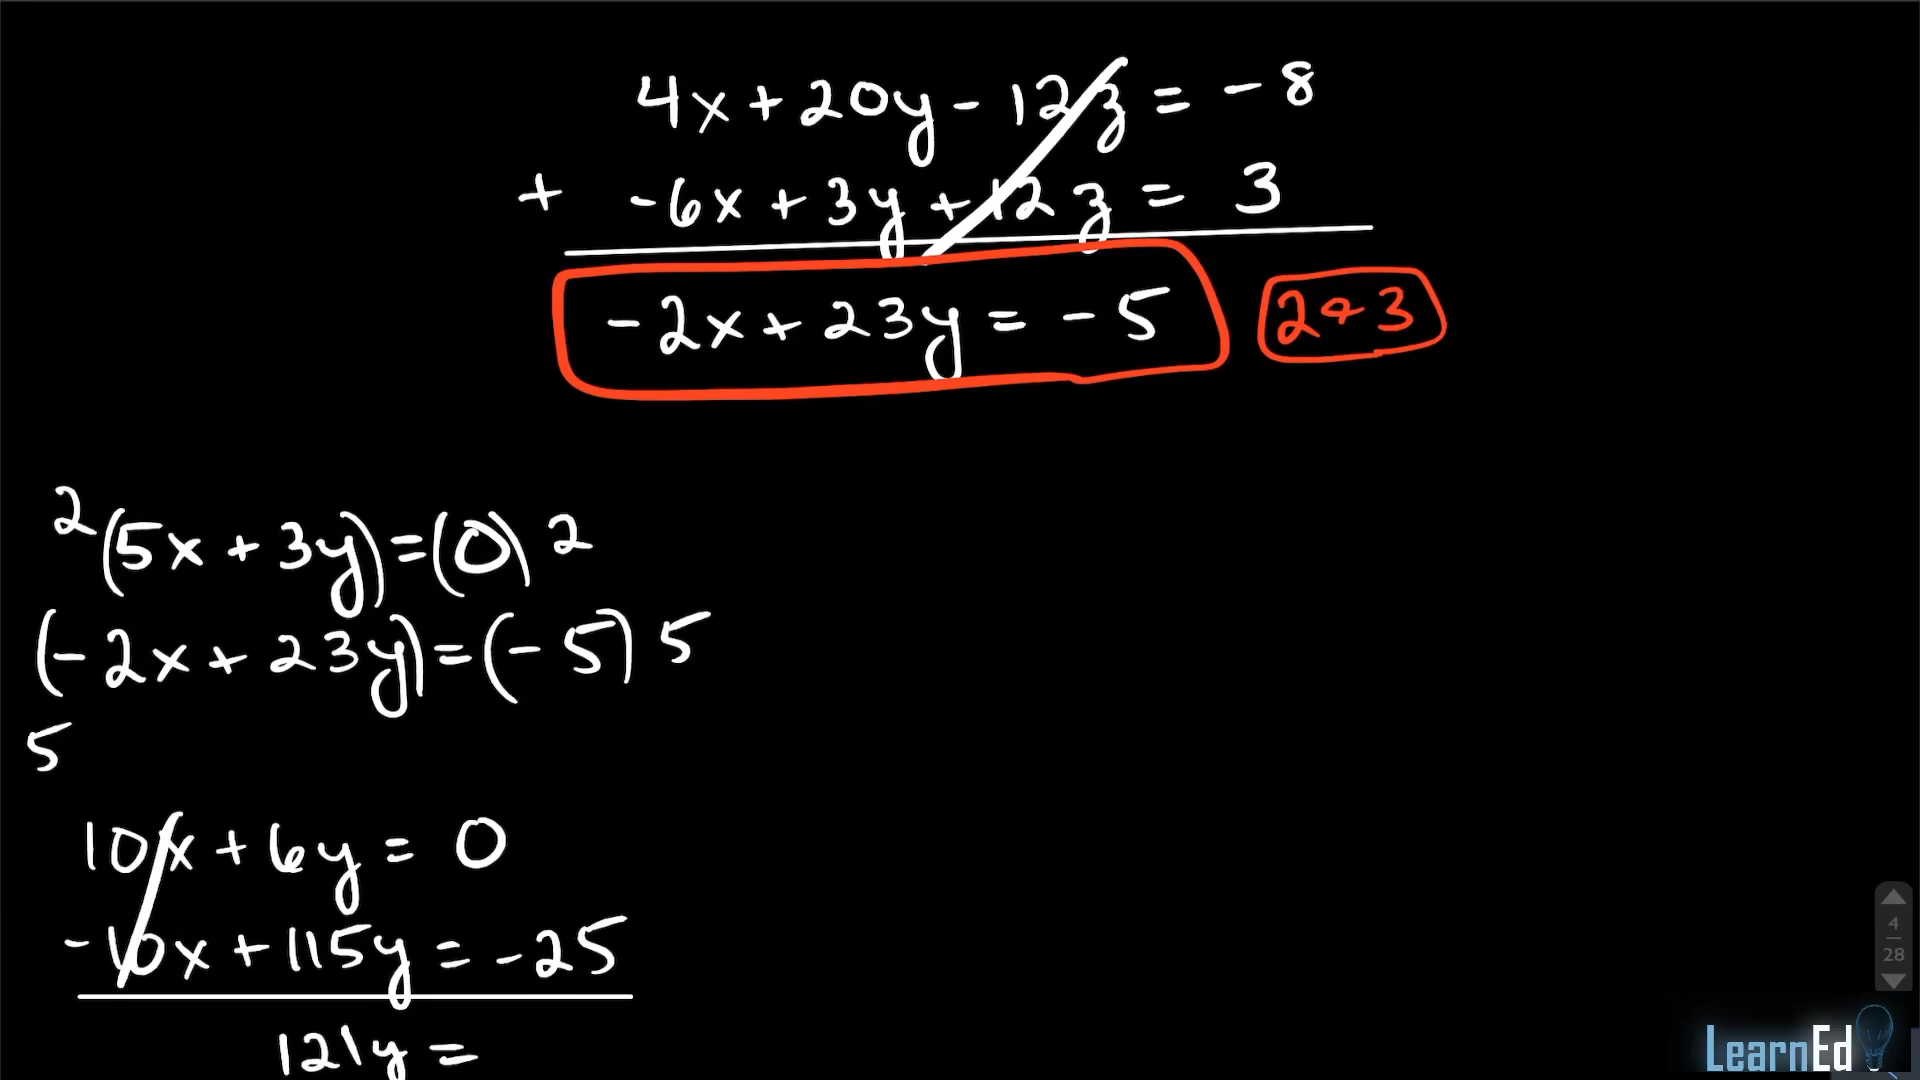 4x + 20y - 12z = -8
+ -6x + 3y + 12z = 3
-2x + 23y = -5 2&3
2(5x + 3y) = (0)2
(-2x + 23y) = (-5)5
5
10x + 6y = 0
-10x + 115y = -25
121y =
4
28
LearnEd